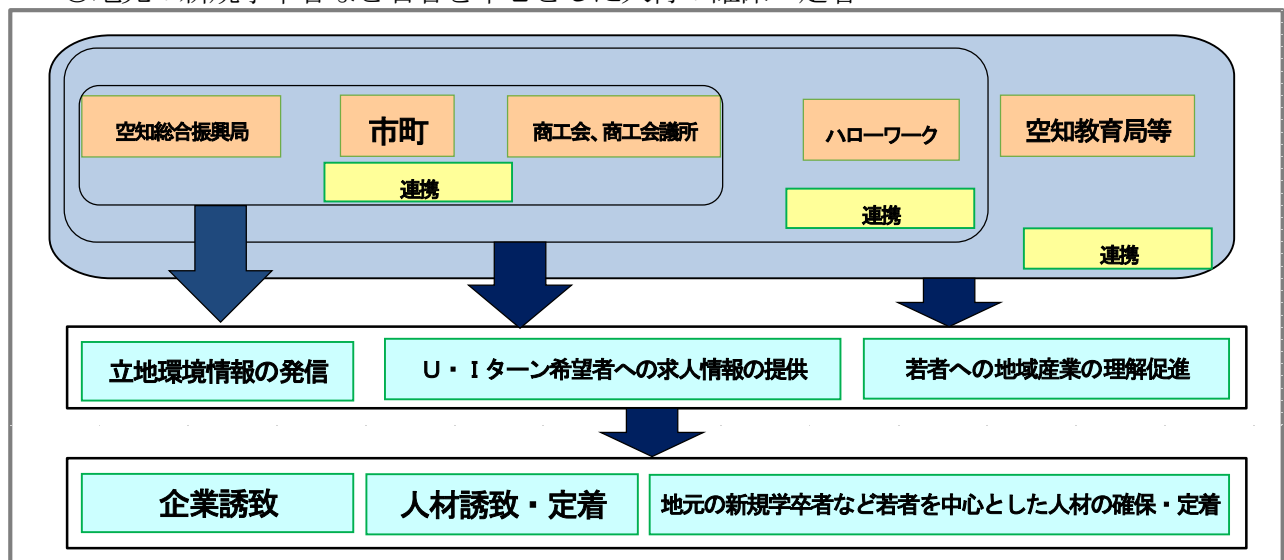 空知総合振興局
市町
商工会、商工会議所
ハローワーク
空知教育局等
連携
連携
連携
立地環境情報の発信
U・Iターン希望者への求人情報の提供
若者への地域産業の理解促進
企業誘致
人材誘致・定着
地元の新規学卒者など若者を中心とした人材の確保・定着